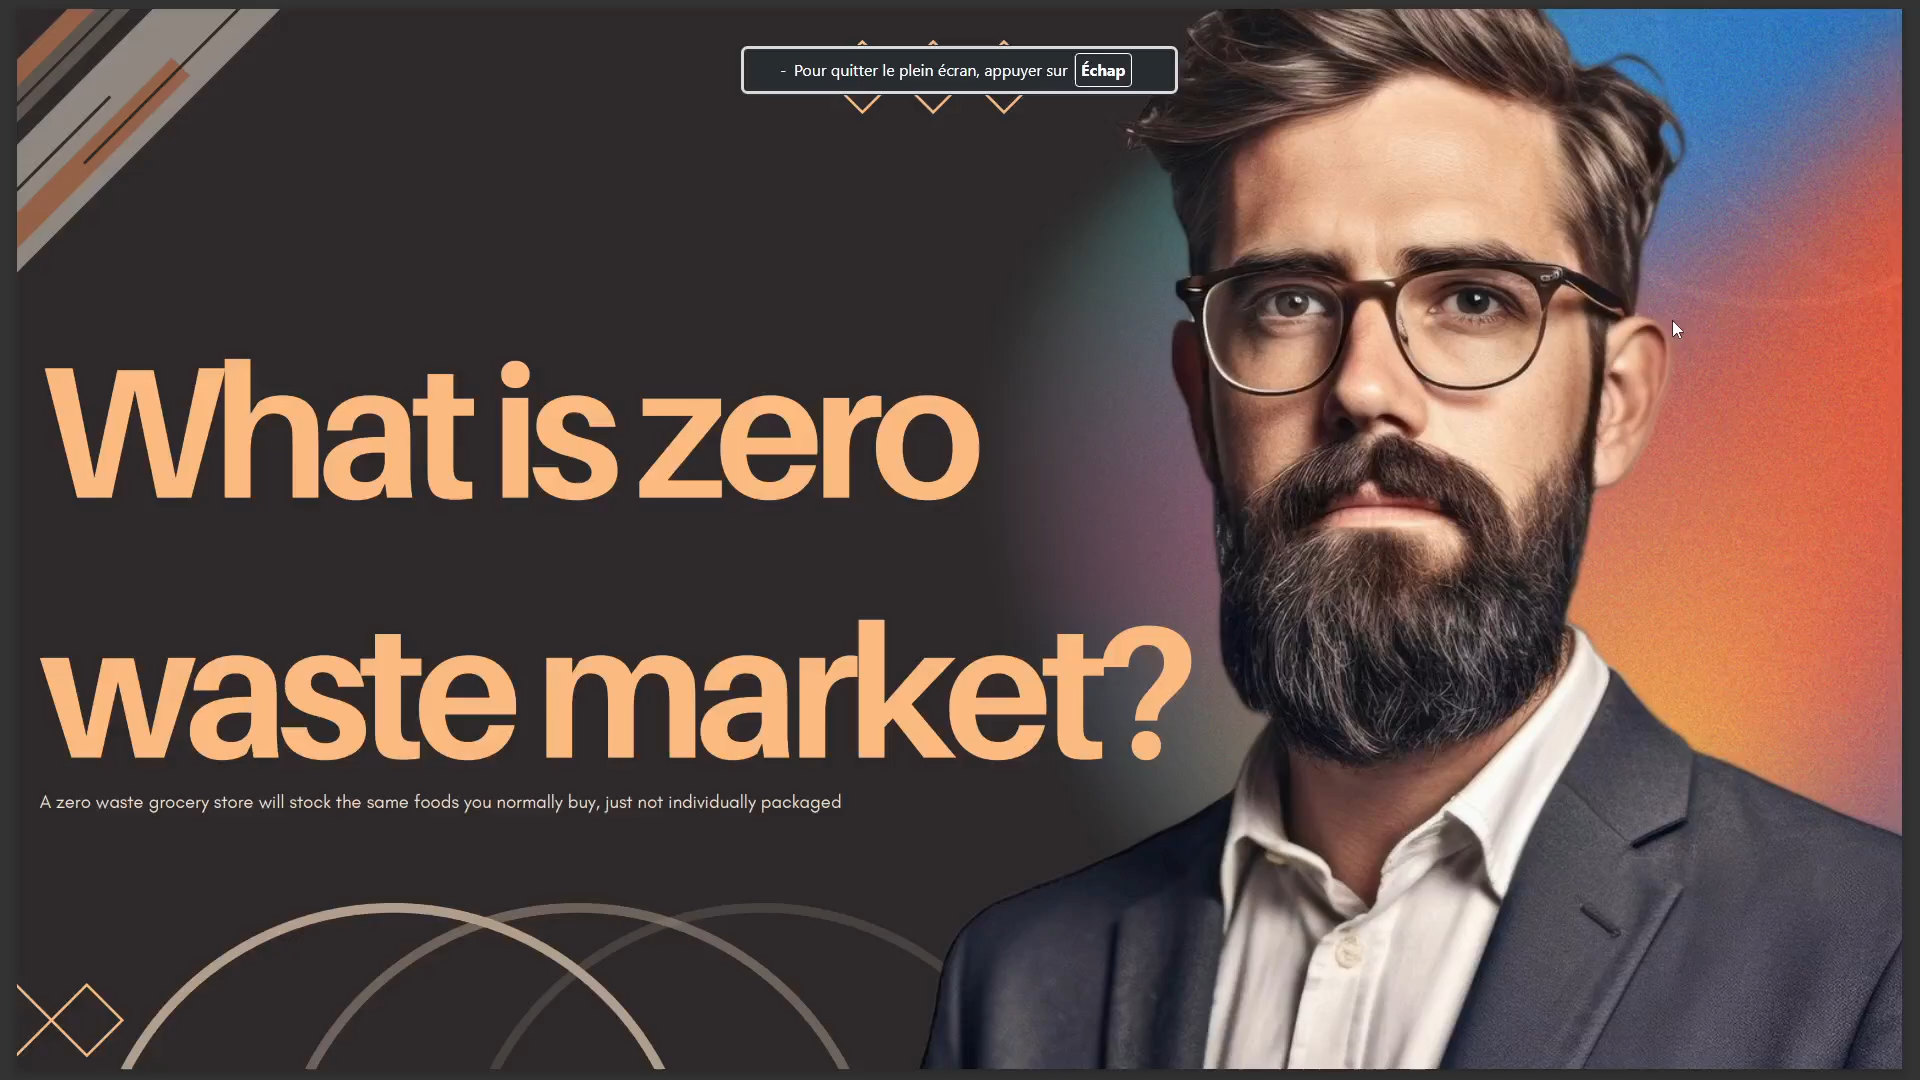 - Pour quitter le plein écran, appuyer sur Échap
What is zero
waste market?
A zero waste grocery store will stock the same foods you normally buy, just not individually packaged